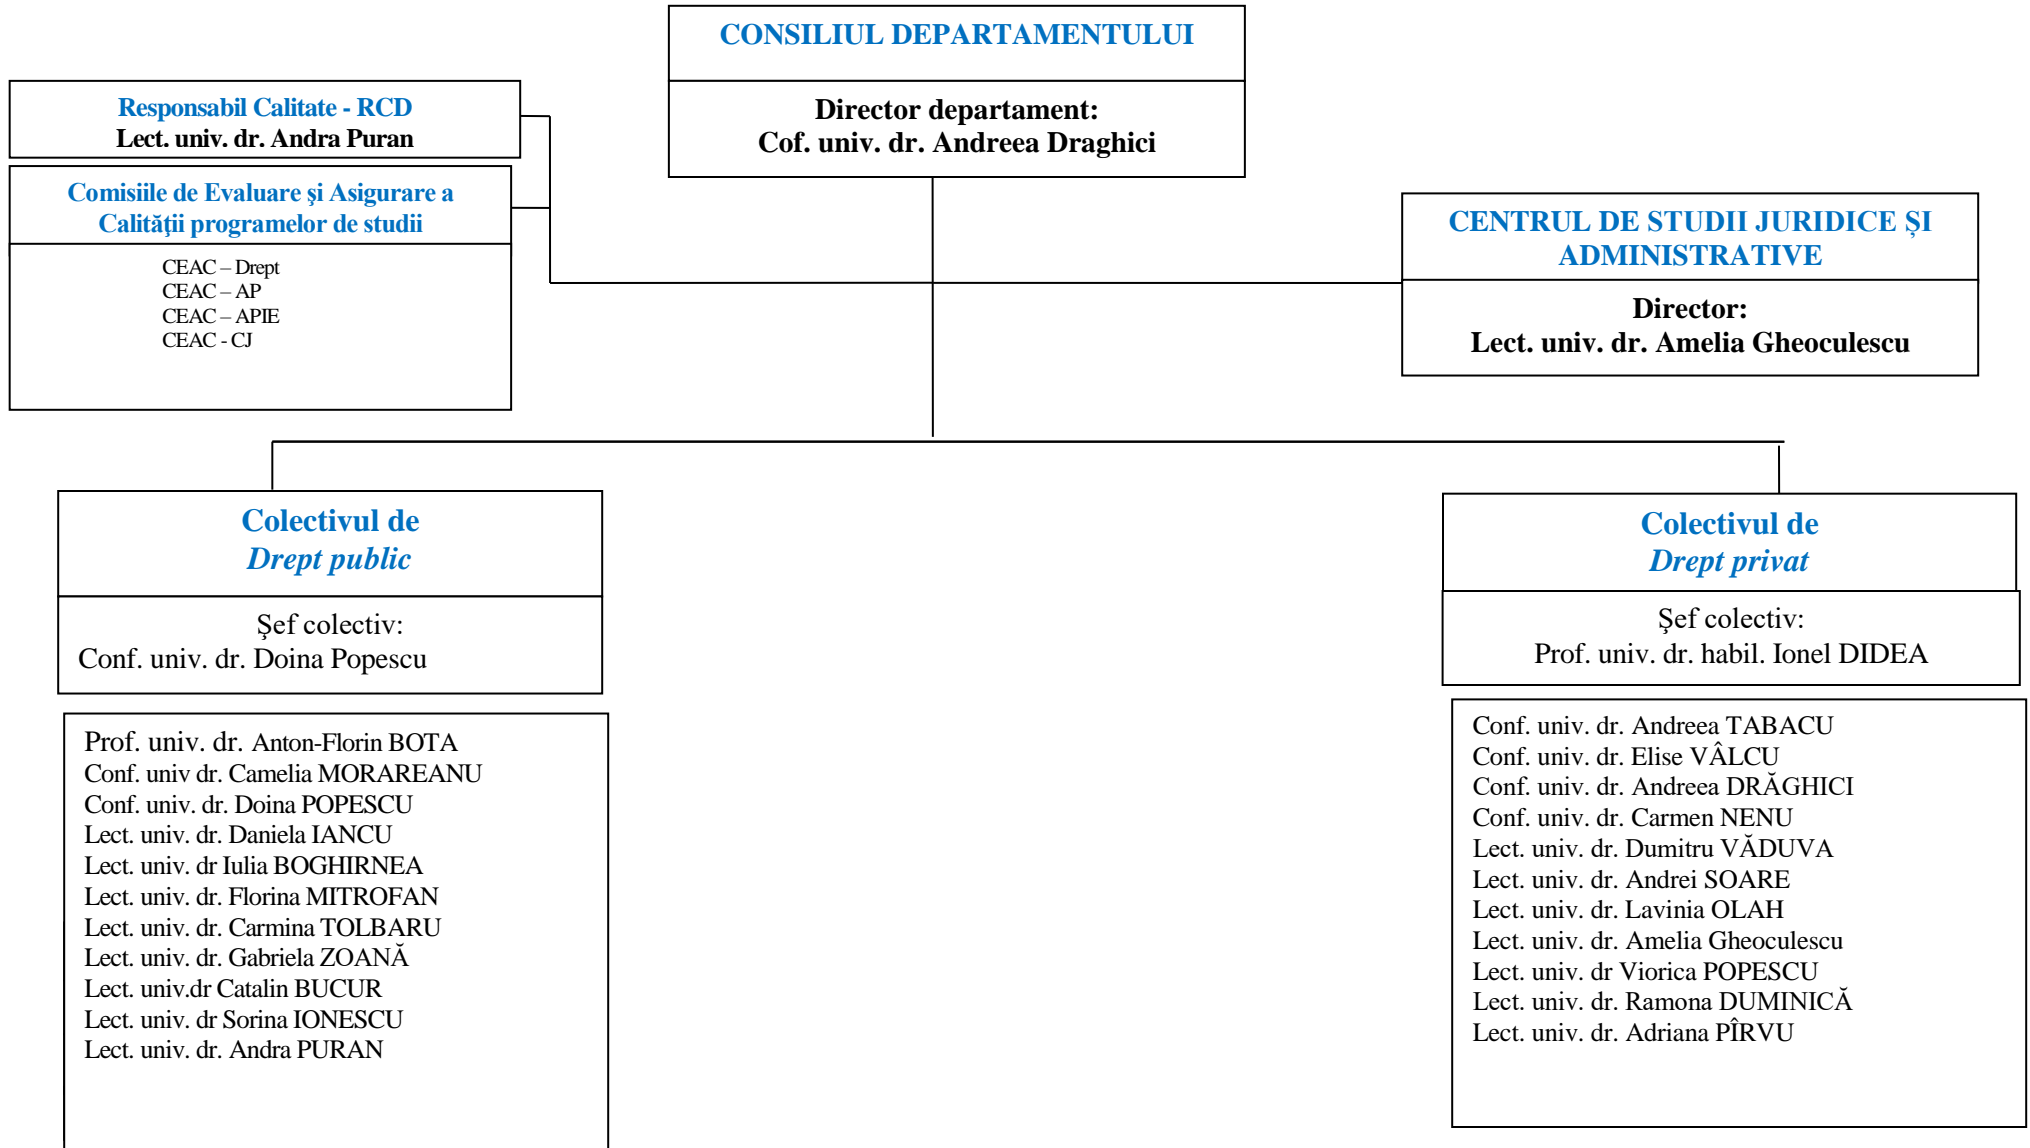 CONSILIUL DEPARTAMENTULUI
Director departament:
Cof. univ. dr. Andreea Draghici
Responsabil Calitate - RCD
Lect. univ. dr. Andra Puran
Comisiile de Evaluare şi Asigurare a
Calităţii programelor de studii
CEAC – Drept
CEAC – AP
CEAC – APIE
CEAC - CJ
CENTRUL DE STUDII JURIDICE ȘI
ADMINISTRATIVE
Director:
Lect. univ. dr. Amelia Gheoculescu
Colectivul de
Drept public
Şef colectiv:
Conf. univ. dr. Doina Popescu
Prof. univ. dr. Anton-Florin BOTA
Conf. univ dr. Camelia MORAREANU
Conf. univ. dr. Doina POPESCU
Lect. univ. dr. Daniela IANCU
Lect. univ. dr Iulia BOGHIRNEA
Lect. univ. dr. Florina MITROFAN
Lect. univ. dr. Carmina TOLBARU
Lect. univ. dr. Gabriela ZOANĂ
Lect. univ.dr Catalin BUCUR
Lect. univ. dr Sorina IONESCU
Lect. univ. dr. Andra PURAN
Colectivul de
Drept privat
Şef colectiv:
Prof. univ. dr. habil. Ionel DIDEA
Conf. univ. dr. Andreea TABACU
Conf. univ. dr. Elise VÂLCU
Conf. univ. dr. Andreea DRĂGHICI
Conf. univ. dr. Carmen NENU
Lect. univ. dr. Dumitru VĂDUVA
Lect. univ. dr. Andrei SOARE
Lect. univ. dr. Lavinia OLAH
Lect. univ. dr. Amelia Gheoculescu
Lect. univ. dr Viorica POPESCU
Lect. univ. dr. Ramona DUMINICĂ
Lect. univ. dr. Adriana PÎRVU